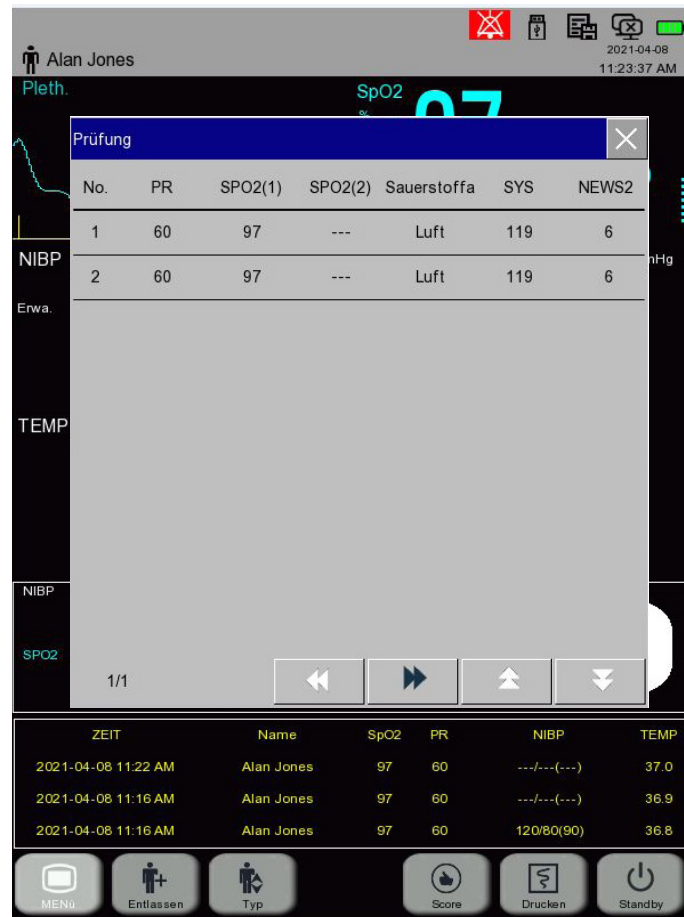 Alan Jones
2021-04-08
11:23:37 AM
Pleth.
SpO2
%
97
Prüfung
No. PR SPO2(1) SPO2(2) Sauerstoffa SYS NEWS2
1 60 97 --- Luft 119 6
2 60 97 --- Luft 119 6
NIBP
Erwa.
TEMP
NIBP
SPO2
1/1
ZEIT Name SpO2 PR NIBP TEMP
2021-04-08 11:22 AM Alan Jones 97 60 ---/---(---) 37.0
2021-04-08 11:16 AM Alan Jones 97 60 ---/---(---) 36.9
2021-04-08 11:16 AM Alan Jones 97 60 120/80(90) 36.8
MENü Entlassen Typ Score Drucken Standby